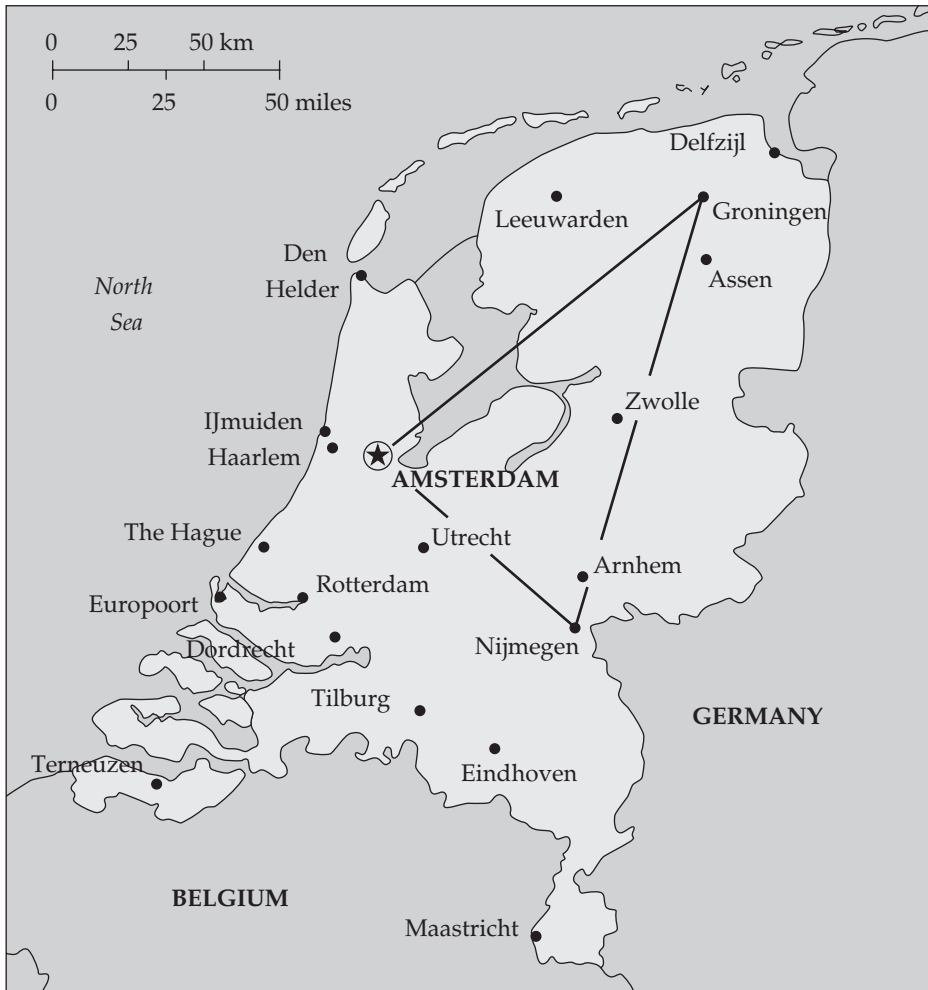 0 25 50 km
0 25 50 miles
Delfzijl
Leeuwarden
Groningen
Den
Helder
Assen
North
Sea
Zwolle
IJmuiden
Haarlem
AMSTERDAM
The Hague
Utrecht
Arnhem
Europoort
Rotterdam
Nijmegen
Dordrecht
Tilburg
GERMANY
Terneuzen
Eindhoven
BELGIUM
Maastricht